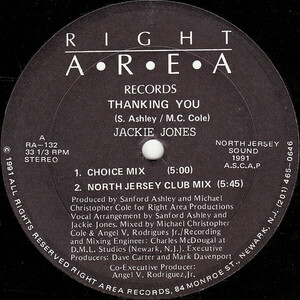 RIGHT
A•R•E•A
RECORDS
THANKING YOU
(S. Ashley / M.C. Cole)
JACKIE JONES
A
RA-132
33 1/3 RPM
STEREO
NORTH JERSEY
SOUND
1991
A.S.C.A.P
1. CHOICE MIX (5:00)
2. NORTH JERSEY CLUB MIX (5:45)
Produced by Sanford Ashley and Michael
Christopher Cole for Right Area Productions
Vocal Arrangement by Sanford Ashley and
Jackie Jones, Mixed by Michael Christopher
Cole & Angel V, Rodrigues Jr./Recording
and Mixing Engineer: Charles McDougal at
D.M.L. Studios (Newark, N.J.). Executive
Producers: Dave Carter and Mark Davenport
Co-Executive Producer:
Angel V, Rodriguez, Jr.
© 1991 ALL RIGHTS RESERVED RIGHT AREA RECORDS, 84 MONROE ST., NEWARK, N.J. (201) 465-0646